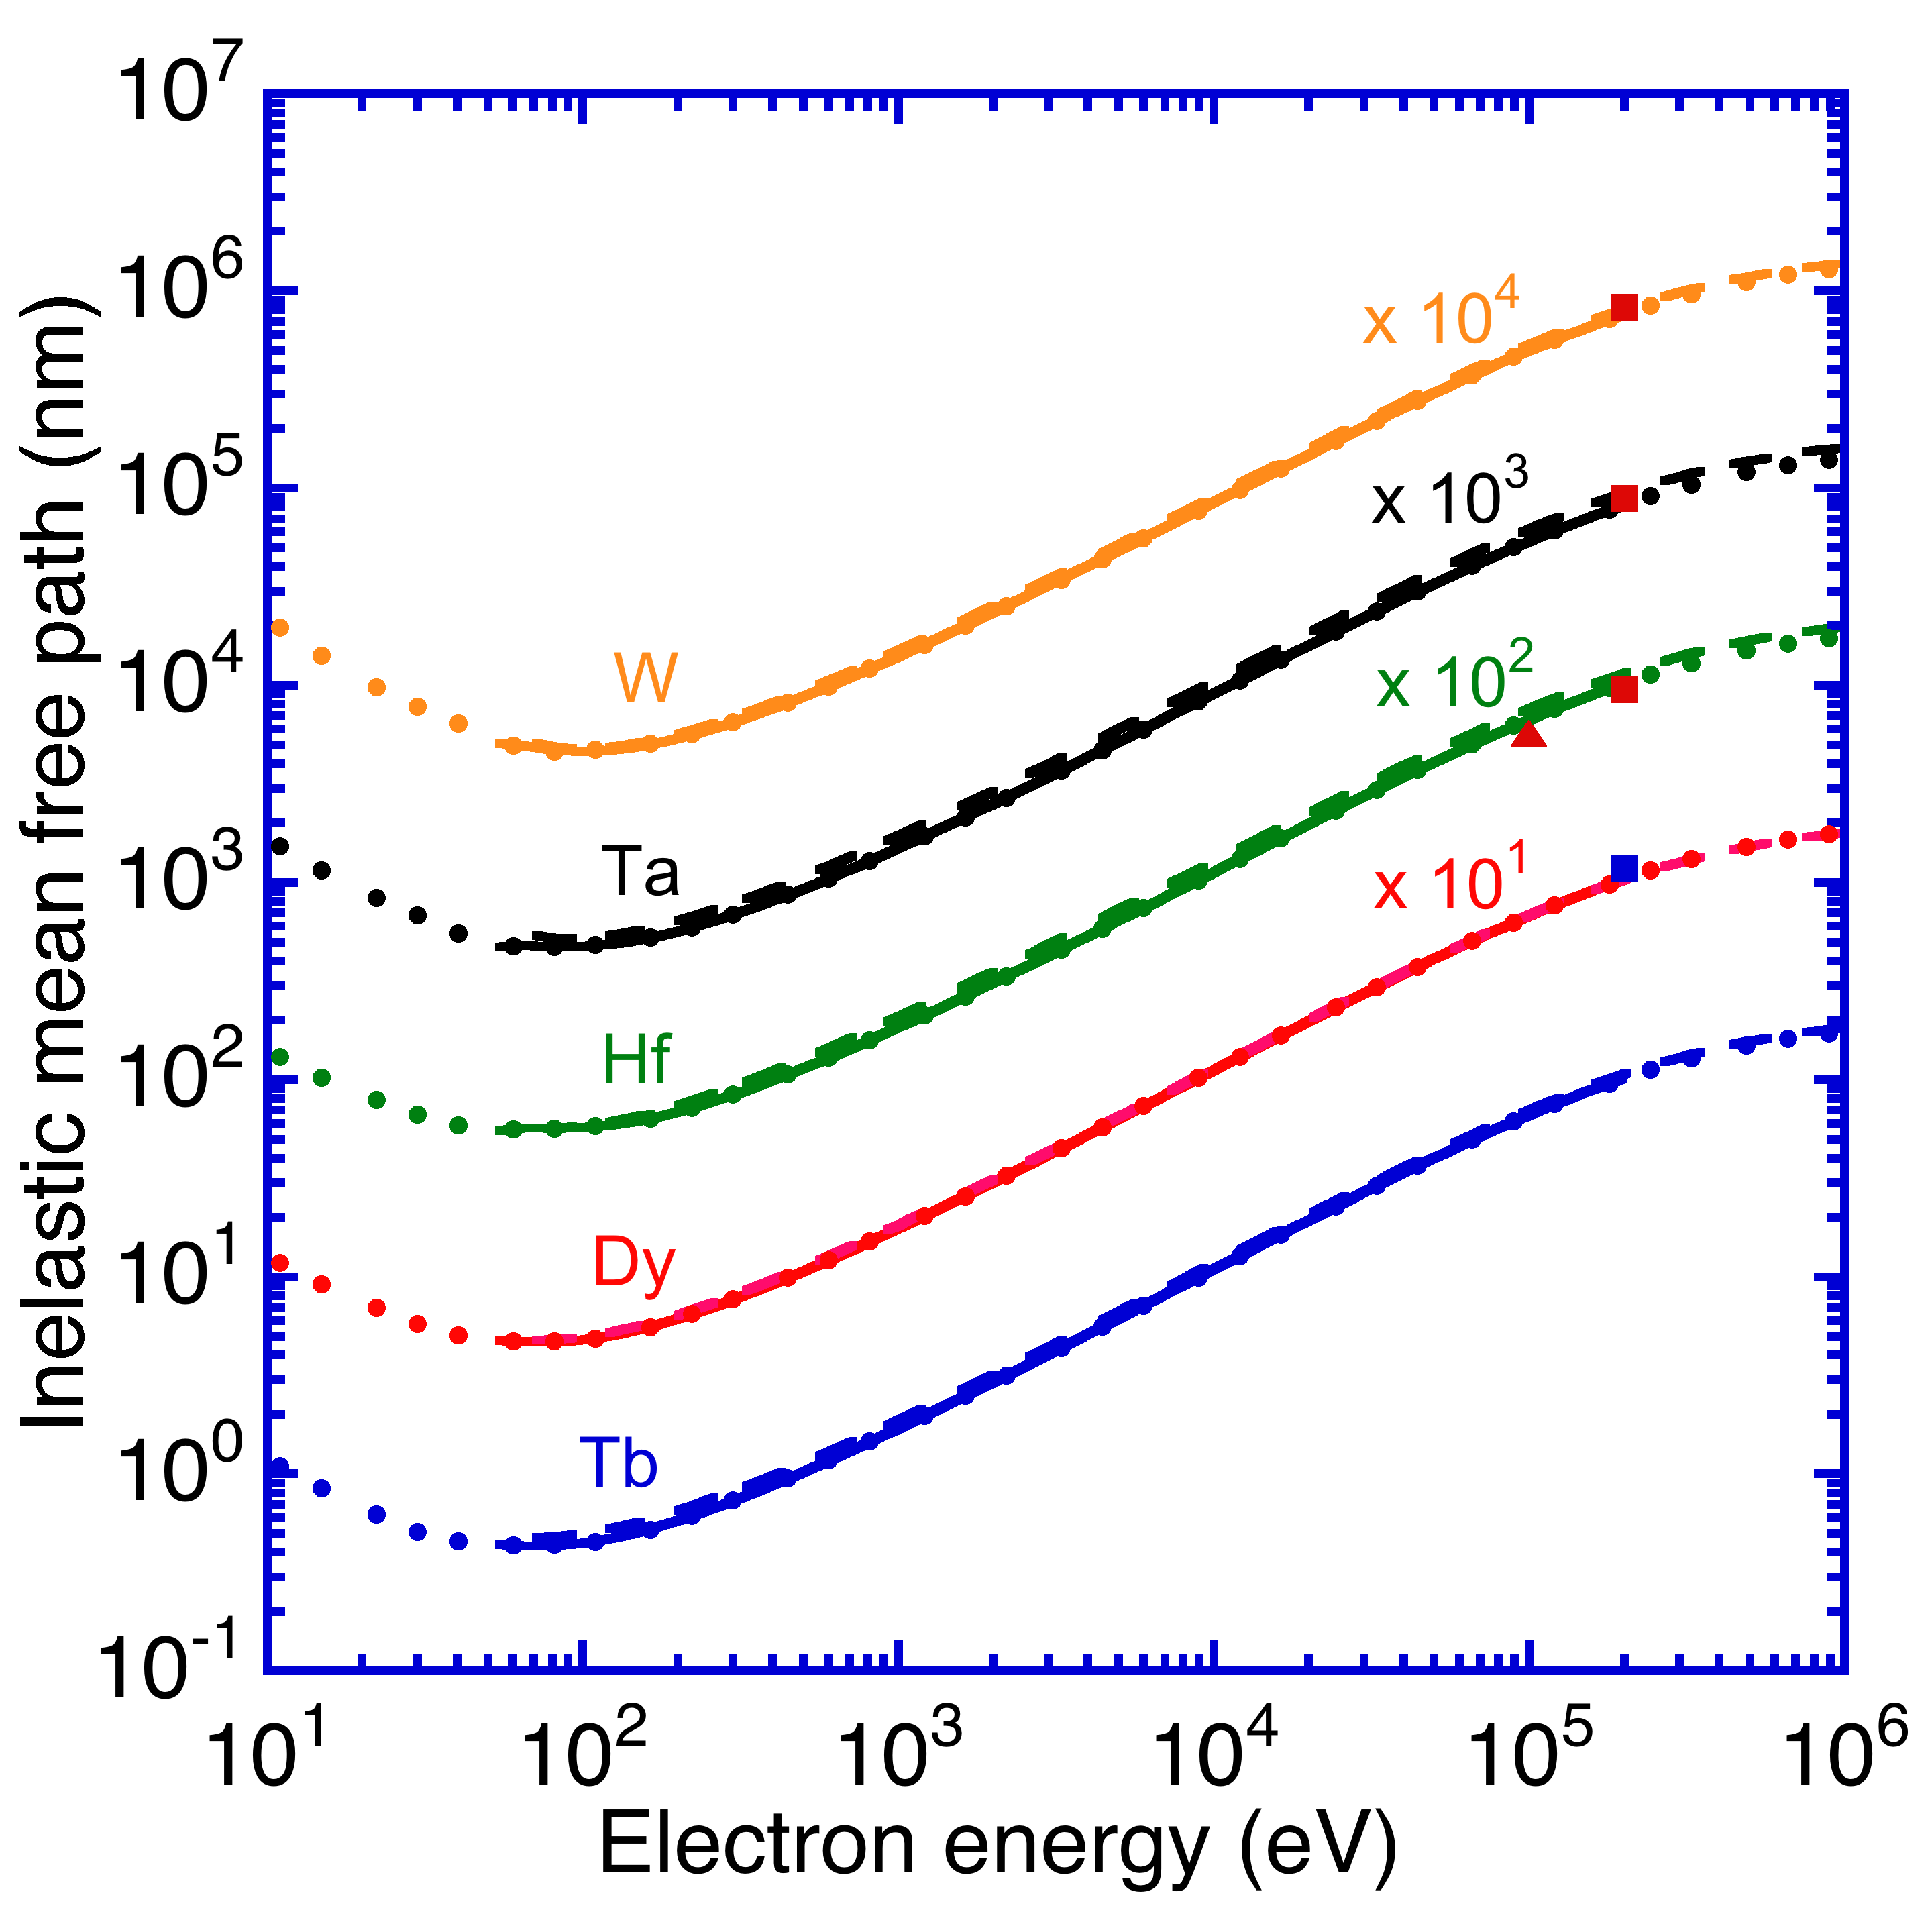 Inelastic mean free path (nm)
10^7
10^6
10^5
10^4
10^3
10^2
10^1
10^0
10^-1
x 10^4
W
x 10^3
Ta
x 10^2
Hf
x 10^1
Dy
Tb
10^1 10^2 10^3 10^4 10^5 10^6
Electron energy (eV)